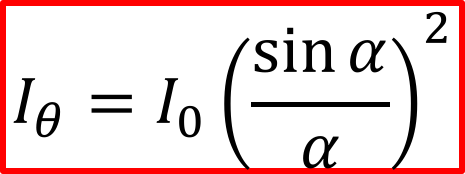 I_θ = I_0 (sin α / α)^2